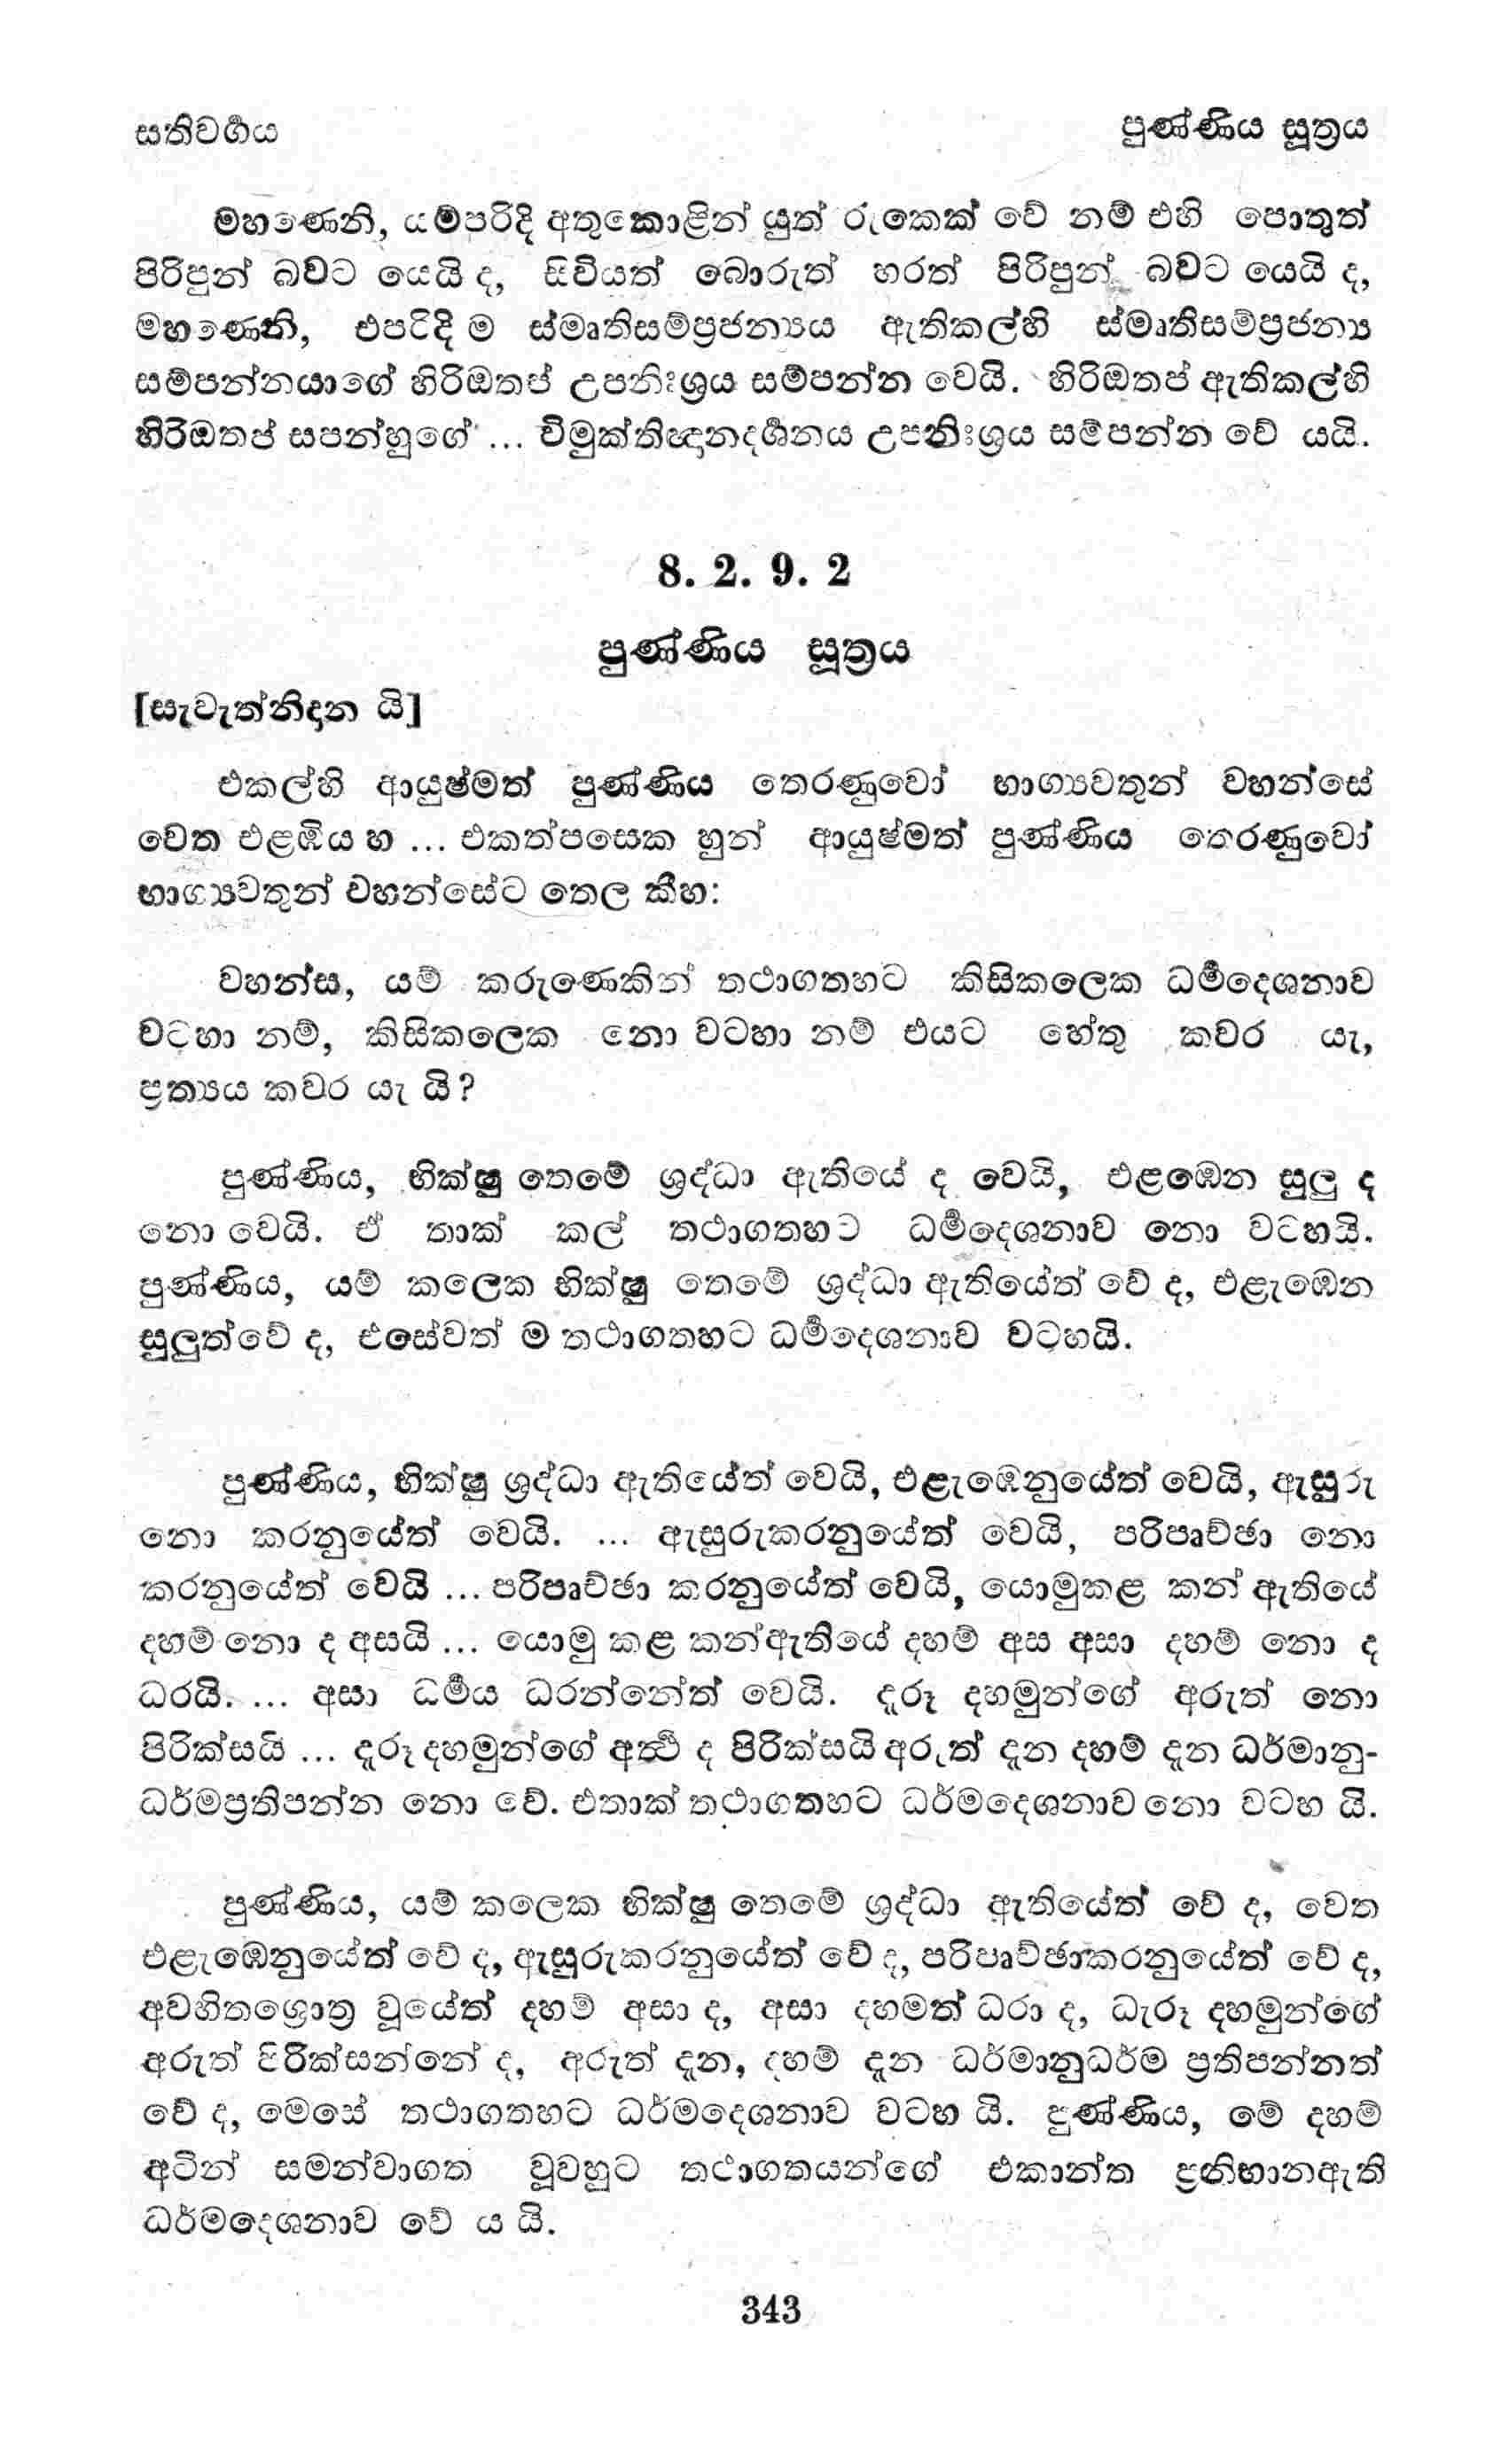 සතිවර්‍ගය
පුණ්ණිය සූත්‍රය
මහණෙනි, යම්පරිදි අතුකොළින් යුත් රුකෙක් වේ නම් එහි පොතුත්
පිරිපුන් බවට යෙයි ද, සිවියත් බොරුත් හරත් පිරිපුන් බවට යෙයි ද,
මහණෙනි, එපරිදි ම ස්මෘතිසම්ප්‍රජන්‍යය ඇතිකල්හි ස්මෘතිසම්ප්‍රජන්‍ය
සම්පන්නයාගේ හිරිඔතප් උපනිඃශ්‍රය සම්පන්න වෙයි. හිරිඔතප් ඇතිකල්හි
හිරිඔතප් සපන්හූගේ ... විමුක්තිඥානදර්‍ශනය උපනිඃශ්‍රය සම්පන්න වේ යයි.
8. 2. 9. 2
පුණ්ණිය සූත්‍රය
[සැවැත්නිදාන යි]
එකල්හි ආයුෂ්මත් පුණ්ණිය තෙරණුවෝ භාග්‍යවතුන් වහන්සේ
වෙත එළඹිය හ ... එකත්පසෙක හුන් ආයුෂ්මත් පුණ්ණිය තෙරණුවෝ
භාග්‍යවතුන් වහන්සේට තෙල කීහ:
වහන්ස, යම් කරුණෙකින් තථාගතහට කිසිකලෙක ධර්‍මදෙශනාව
වටහා නම්, කිසිකලෙක නො වටහා නම් එයට හේතු කවර යැ,
ප්‍රත්‍යය කවර යැ යි?
පුණ්ණිය, භික්ෂු තෙමේ ශ්‍රද්ධා ඇතියේ ද වෙයි, එළඹෙන සුලු ද
නො වෙයි. ඒ තාක් කල් තථාගතහට ධර්‍මදෙශනාව නො වටහයි.
පුණ්ණිය, යම් කලෙක භික්ෂු තෙමේ ශ්‍රද්ධා ඇතියේත් වේ ද, එළැඹෙන
සුලුත්වේ ද, එසේවත් ම තථාගතහට ධර්‍මදෙශනාව වටහයි.
පුණ්ණිය, භික්ෂු ශ්‍රද්ධා ඇතියේත් වෙයි, එළැඹෙනුයේත් වෙයි, ඇසුරු
නො කරනුයේත් වෙයි. ... ඇසුරුකරනුයේත් වෙයි, පරිපෘච්ඡා නො
කරනුයේත් වෙයි ... පරිපෘච්ඡා කරනුයේත් වෙයි, යොමුකළ කන් ඇතියේ
දහම් නො ද අසයි ... යොමු කළ කන්ඇතියේ දහම් අස අසා දහම් නො ද
ධරයි. ... අසා ධර්‍මය ධරන්නේත් වෙයි. දැරූ දහමුන්ගේ අරුත් නො
පිරික්සයි ... දැරූ දහමුන්ගේ අර්‍ත්‍ථ ද පිරික්සයි අරුත් දැන දහම් දැන ධර්මානු-
ධර්මප්‍රතිපන්න නො වේ. එතාක් තථාගතහට ධර්මදෙශනාව නො වටහ යි.
පුණ්ණිය, යම් කලෙක භික්ෂු තෙමේ ශ්‍රද්ධා ඇතියේත් වේ ද, වෙත
එළැඹෙනුයේත් වේ ද, ඇසුරුකරනුයේත් වේ ද, පරිපෘච්ඡාකරනුයේත් වේ ද,
අවහිතශ්‍රොත්‍ර වූයේත් දහම් අසා ද, අසා දහමත් ධරා ද, ධැරූ දහමුන්ගේ
අරුත් පිරික්සන්නේ ද, අරුත් දැන, දහම් දැන ධර්මානුධර්ම ප්‍රතිපන්නත්
වේ ද, මෙසේ තථාගතහට ධර්මදෙශනාව වටහ යි. පුණ්ණිය, මේ දහම්
අටින් සමන්වාගත වූවහුට තථාගතයන්ගේ එකාන්ත ප්‍රතිභානඇති
ධර්මදෙශනාව වේ ය යි.
343